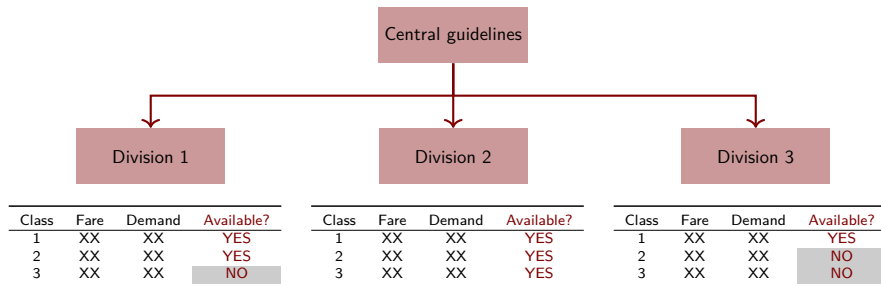 Central guidelines
Division 1
Division 2
Division 3
Class Fare Demand Available?
1 XX XX YES
2 XX XX YES
3 XX XX NO
Class Fare Demand Available?
1 XX XX YES
2 XX XX YES
3 XX XX YES
Class Fare Demand Available?
1 XX XX YES
2 XX XX NO
3 XX XX NO